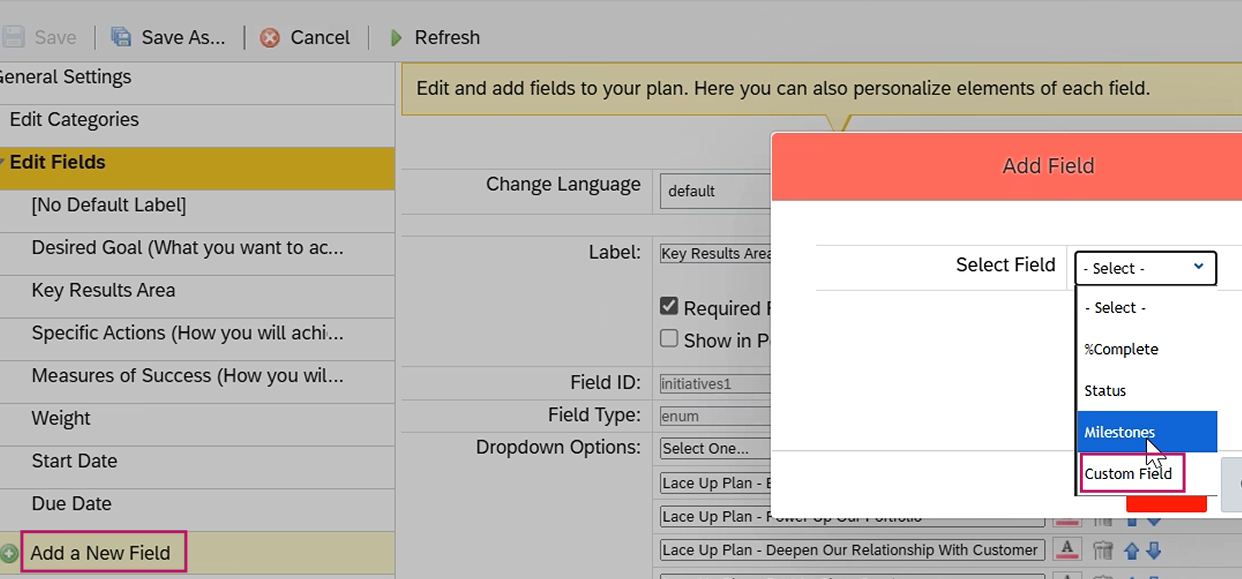 Save
Save As...
Cancel
Refresh
General Settings
Edit Categories
Edit Fields
[No Default Label]
Desired Goal (What you want to ac...
Key Results Area
Specific Actions (How you will achi...
Measures of Success (How you wil...
Weight
Start Date
Due Date
Add a New Field
Edit and add fields to your plan. Here you can also personalize elements of each field.
Change Language
default
Label:
Key Results Area
Required
Show in
Field ID:
initiatives1
Field Type:
enum
Dropdown Options:
Select One...
Lace Up Plan -
Lace Up Plan - Power Up Our Portfolio
Lace Up Plan - Deepen Our Relationship With Customer
A
Add Field
Select Field
- Select -
- Select -
%Complete
Status
Milestones
Custom Field